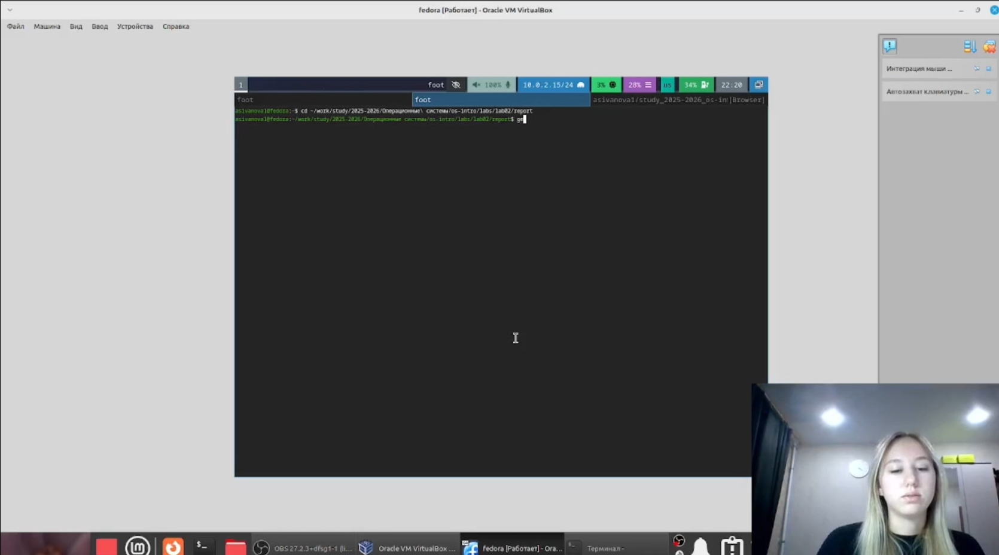 fedora [Работает] - Oracle VM VirtualBox
Файл Машина Вид Ввод Устройства Справка
Интеграция мыши ...
Автозахват клавиатуры ...
1 foot 100% 10.0.2.15/24 3% 28% us 34% 22:20
foot foot asivanova1/study_2025-2026_os-in[Browser]
asivanova1@fedora:~$ cd ~/work/study/2025-2026/Операционные\ системы/os-intro/labs/lab02/report
asivanova1@fedora:~/work/study/2025-2026/Операционные системы/os-intro/labs/lab02/report$ ge
OBS 27.2.3+dfsg1-1 (li... Oracle VM VirtualBox ... fedora [Работает] - Ora... Терминал -